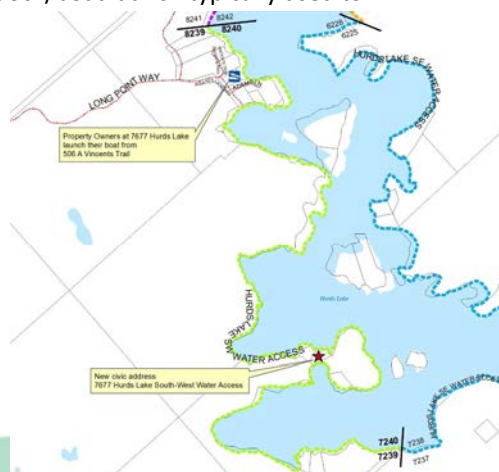 8241 8242
8239 8240
6226
6225
HURDS LAKE SE WATER ACCESS
LONG POINT WAY
Property Owners at 7677 Hurds Lake
launch their boat from
506 A Vincents Trail
Hurds Lake
HURDS LAKE
SW WATER ACCESS
New civic address
7677 Hurds Lake South-West Water Access
7240 7238
7239 7237